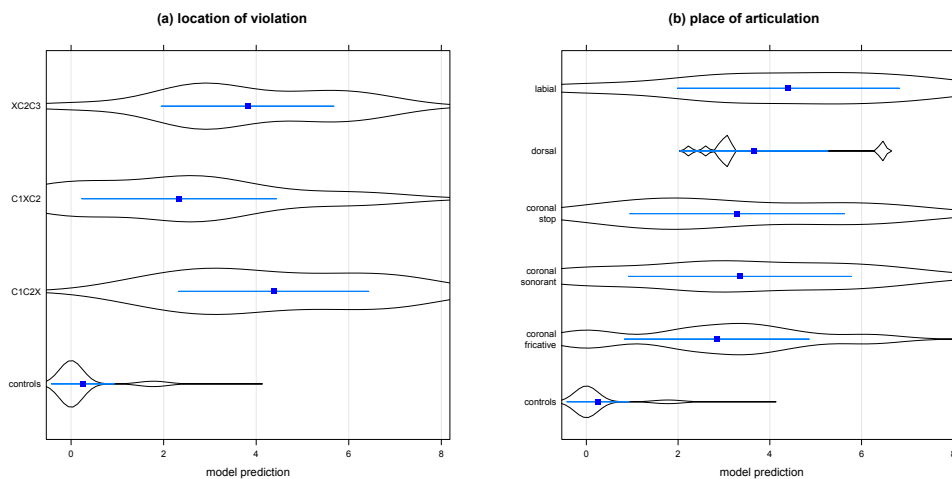 (a) location of violation
XC2C3
C1XC2
C1C2X
controls
0 2 4 6 8
model prediction
(b) place of articulation
labial
dorsal
coronal
stop
coronal
sonorant
coronal
fricative
controls
0 2 4 6 8
model prediction